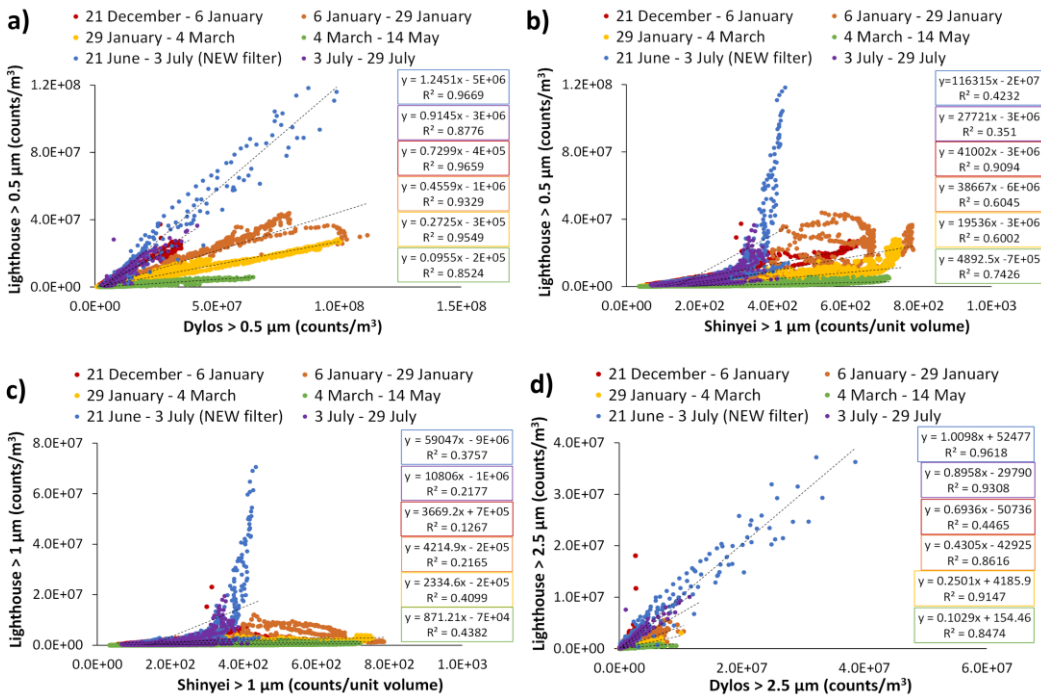 a)
21 December - 6 January
6 January - 29 January
29 January - 4 March
4 March - 14 May
21 June - 3 July (NEW filter)
3 July - 29 July
Lighthouse > 0.5 µm (counts/m³)
1.2E+08
8.0E+07
4.0E+07
0.0E+00
y = 1.2451x - 5E+06
R² = 0.9669
y = 0.9145x - 3E+06
R² = 0.8776
y = 0.7299x - 4E+05
R² = 0.9659
y = 0.4559x - 1E+06
R² = 0.9329
y = 0.2725x - 3E+05
R² = 0.9549
y = 0.0955x - 2E+05
R² = 0.8524
0.0E+00 5.0E+07 1.0E+08 1.5E+08
Dylos > 0.5 µm (counts/m³)
b)
21 December - 6 January
6 January - 29 January
29 January - 4 March
4 March - 14 May
21 June - 3 July (NEW filter)
3 July - 29 July
Lighthouse > 0.5 µm (counts/m³)
1.2E+08
8.0E+07
4.0E+07
0.0E+00
y=116315x - 2E+07
R² = 0.4232
y = 27721x - 3E+06
R² = 0.351
y = 41002x - 3E+06
R² = 0.9094
y = 38667x - 6E+06
R² = 0.6045
y = 19536x - 3E+06
R² = 0.6002
y = 4892.5x - 7E+05
R² = 0.7426
0.0E+00 2.0E+02 4.0E+02 6.0E+02 8.0E+02 1.0E+03
Shinyei > 1 µm (counts/unit volume)
c)
21 December - 6 January
6 January - 29 January
29 January - 4 March
4 March - 14 May
21 June - 3 July (NEW filter)
3 July - 29 July
Lighthouse > 1 µm (counts/m³)
8.0E+07
6.0E+07
4.0E+07
2.0E+07
0.0E+00
y = 59047x - 9E+06
R² = 0.3757
y = 10806x - 1E+06
R² = 0.2177
y = 3669.2x + 7E+05
R² = 0.1267
y = 4214.9x - 2E+05
R² = 0.2165
y = 2334.6x - 2E+05
R² = 0.4099
y = 871.21x - 7E+04
R² = 0.4382
0.0E+00 2.0E+02 4.0E+02 6.0E+02 8.0E+02 1.0E+03
Shinyei > 1 µm (counts/unit volume)
d)
21 December - 6 January
6 January - 29 January
29 January - 4 March
4 March - 14 May
21 June - 3 July (NEW filter)
3 July - 29 July
Lighthouse > 2.5 µm (counts/m³)
4.0E+07
3.0E+07
2.0E+07
1.0E+07
0.0E+00
y = 1.0098x + 52477
R² = 0.9618
y = 0.8958x - 29790
R² = 0.9308
y = 0.6936x - 50736
R² = 0.4465
y = 0.4305x - 42925
R² = 0.8616
y = 0.2501x + 4185.9
R² = 0.9147
y = 0.1029x + 154.46
R² = 0.8474
0.0E+00 2.0E+07 4.0E+07 6.0E+07
Dylos > 2.5 µm (counts/m³)